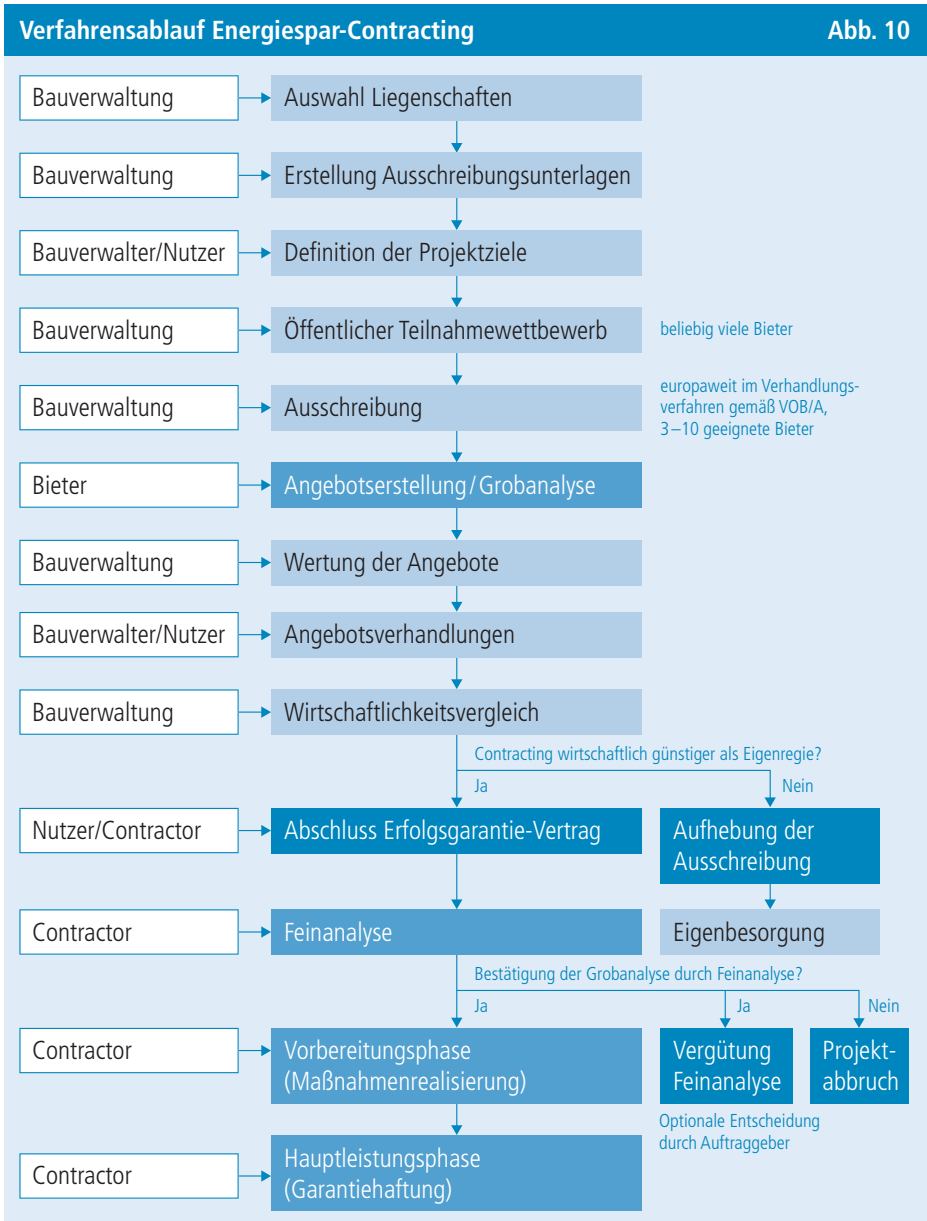 Verfahrensablauf Energiespar-Contracting Abb. 10
Bauverwaltung Auswahl Liegenschaften
Bauverwaltung Erstellung Ausschreibungsunterlagen
Bauverwalter/Nutzer Definition der Projektziele
Bauverwaltung Öffentlicher Teilnahmewettbewerb beliebig viele Bieter
Bauverwaltung Ausschreibung
europaweit im Verhandlungs-
verfahren gemäß VOB/A,
3–10 geeignete Bieter
Bieter Angebotserstellung/Grobanalyse
Bauverwaltung Wertung der Angebote
Bauverwalter/Nutzer Angebotsverhandlungen
Bauverwaltung Wirtschaftlichkeitsvergleich
Contracting wirtschaftlich günstiger als Eigenregie?
Ja Nein
Nutzer/Contractor Abschluss Erfolgsgarantie-Vertrag
Aufhebung der
Ausschreibung
Contractor Feinanalyse Eigenbesorgung
Bestätigung der Grobanalyse durch Feinanalyse?
Ja Ja Nein
Contractor
Vorbereitungsphase
(Maßnahmenrealisierung)
Vergütung
Feinanalyse
Projekt-
abbruch
Optionale Entscheidung
durch Auftraggeber
Contractor
Hauptleistungsphase
(Garantiehaftung)